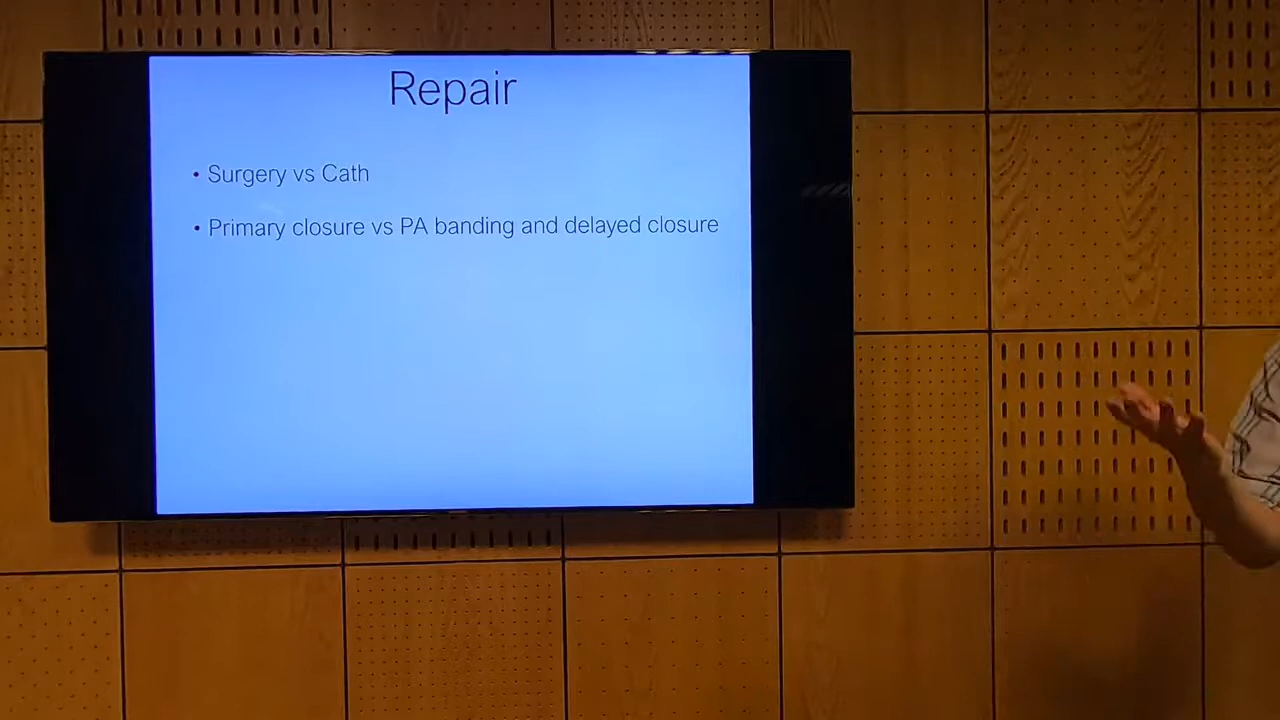 Repair
• Surgery vs Cath
• Primary closure vs PA banding and delayed closure